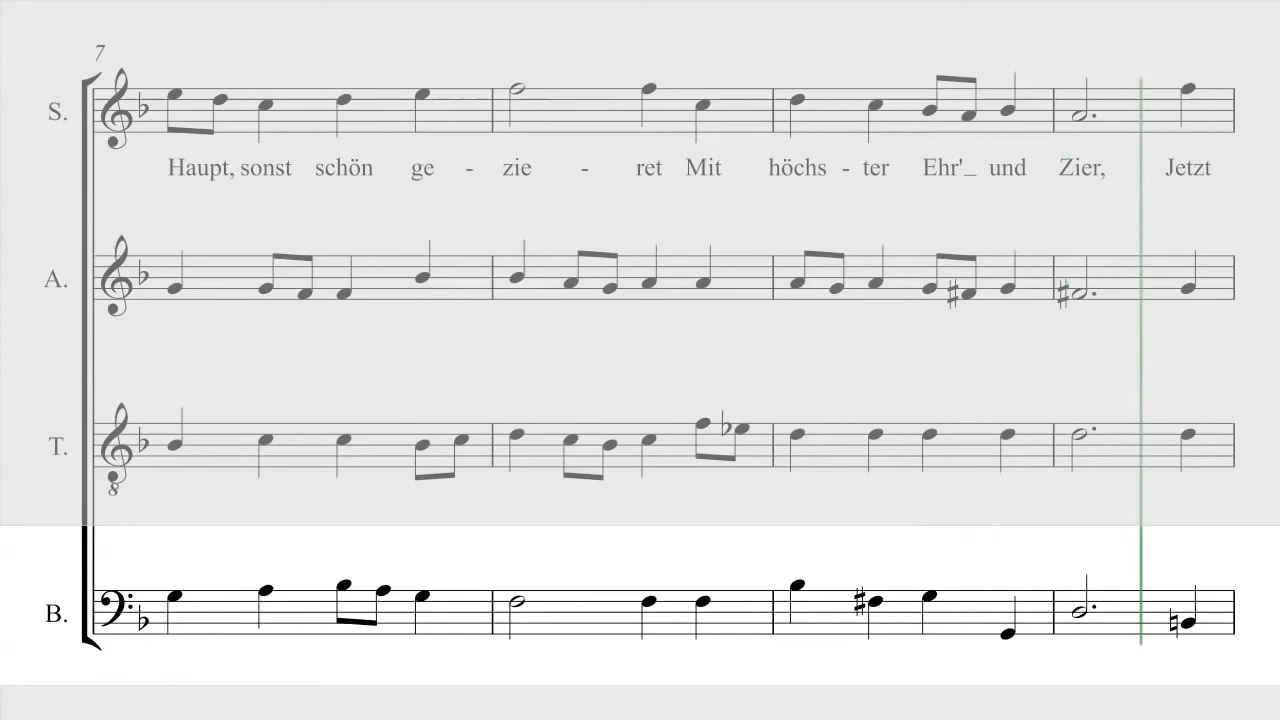 7
S.
Haupt, sonst schön ge - zie - ret Mit höchs - ter Ehr'_ und Zier, Jetzt
A.
T.
8
B.